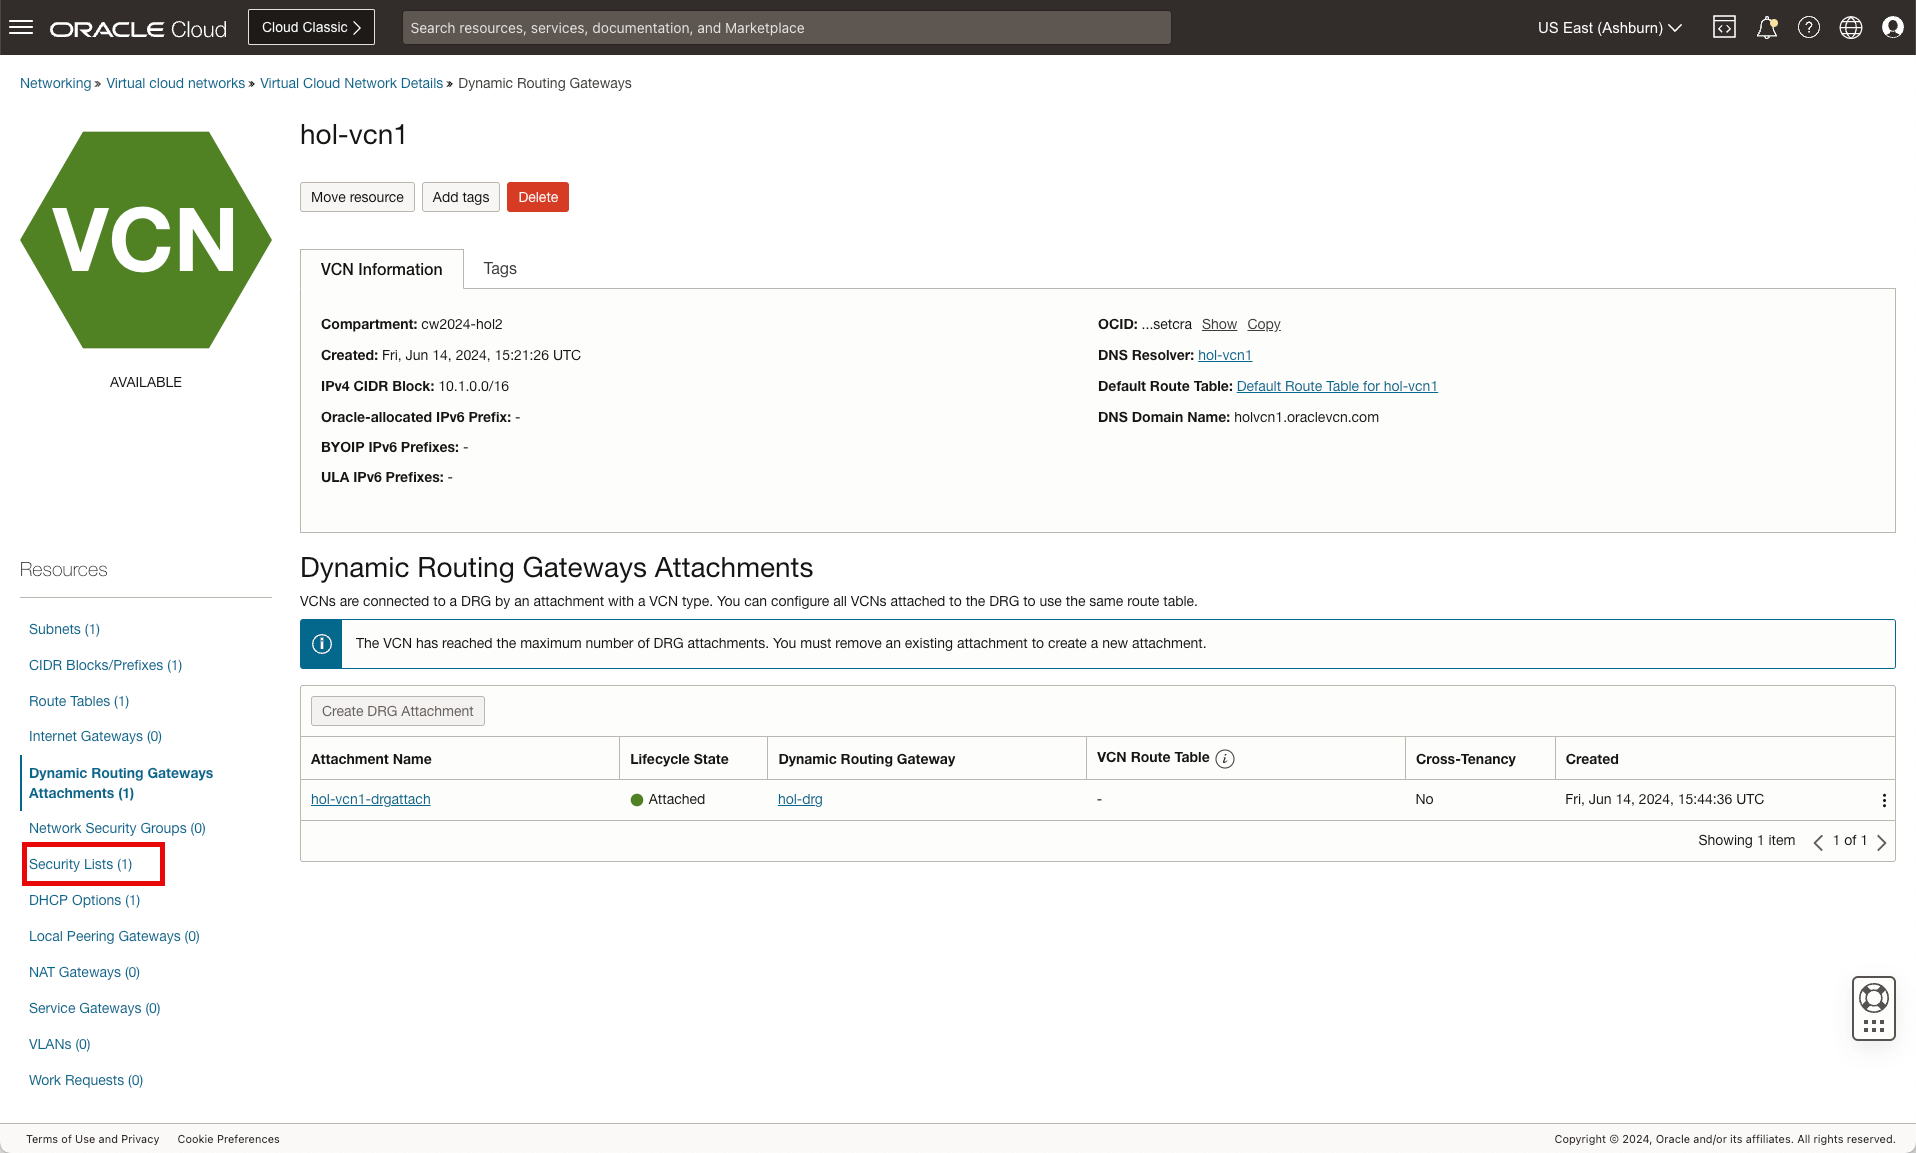 ORACLE Cloud
Cloud Classic
Search resources, services, documentation, and Marketplace
US East (Ashburn)
Networking » Virtual cloud networks » Virtual Cloud Network Details » Dynamic Routing Gateways
VCN
AVAILABLE
hol-vcn1
Move resource
Add tags
Delete
VCN Information
Tags
Compartment: cw2024-hol2
Created: Fri, Jun 14, 2024, 15:21:26 UTC
IPv4 CIDR Block: 10.1.0.0/16
Oracle-allocated IPv6 Prefix: -
BYOIP IPv6 Prefixes: -
ULA IPv6 Prefixes: -
OCID: ...setcra Show Copy
DNS Resolver: hol-vcn1
Default Route Table: Default Route Table for hol-vcn1
DNS Domain Name: holvcn1.oraclevcn.com
Resources
Subnets (1)
CIDR Blocks/Prefixes (1)
Route Tables (1)
Internet Gateways (0)
Dynamic Routing Gateways
Attachments (1)
Network Security Groups (0)
Security Lists (1)
DHCP Options (1)
Local Peering Gateways (0)
NAT Gateways (0)
Service Gateways (0)
VLANs (0)
Work Requests (0)
Dynamic Routing Gateways Attachments
VCNs are connected to a DRG by an attachment with a VCN type. You can configure all VCNs attached to the DRG to use the same route table.
The VCN has reached the maximum number of DRG attachments. You must remove an existing attachment to create a new attachment.
Create DRG Attachment
Attachment Name Lifecycle State Dynamic Routing Gateway VCN Route Table Cross-Tenancy Created
hol-vcn1-drgattach Attached hol-drg - No Fri, Jun 14, 2024, 15:44:36 UTC
Showing 1 item 1 of 1
Terms of Use and Privacy Cookie Preferences
Copyright © 2024, Oracle and/or its affiliates. All rights reserved.